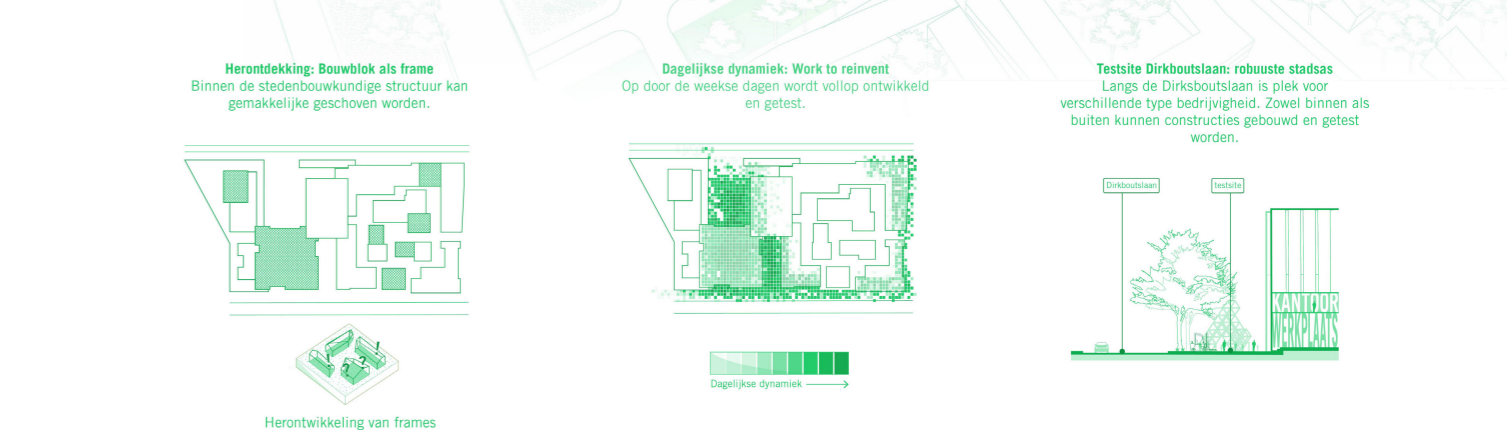 Herontdekking: Bouwblok als frame
Binnen de stedenbouwkundige structuur kan
gemakkelijke geschoven worden.
Herontwikkeling van frames
Dagelijkse dynamiek: Work to reinvent
Op door de weekse dagen wordt vollop ontwikkeld
en getest.
Dagelijkse dynamiek
Testsite Dirkboutslaan: robuuste stadsas
Langs de Dirksboutslaan is plek voor
verschillende type bedrijvigheid. Zowel binnen als
buiten kunnen constructies gebouwd en getest
worden.
Dirkboutslaan
testsite
KANTOOR
WERKPLAATS